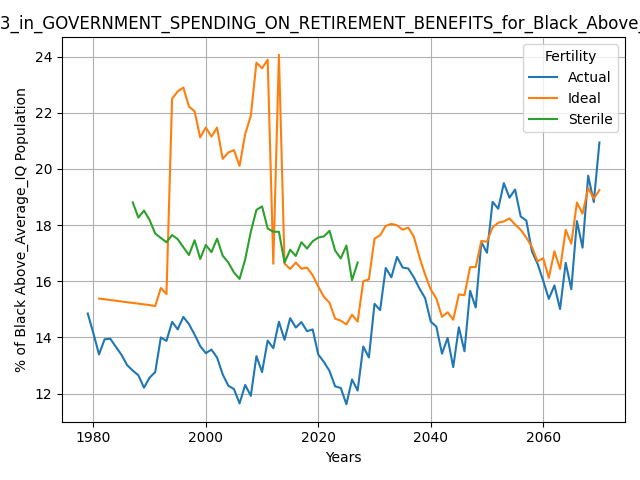 3_in_GOVERNMENT_SPENDING_ON_RETIREMENT_BENEFITS_for_Black_Above_
Fertility
Actual
Ideal
Sterile
% of Black Above_Average_IQ Population
24
22
20
18
16
14
12
1980
2000
2020
2040
2060
Years